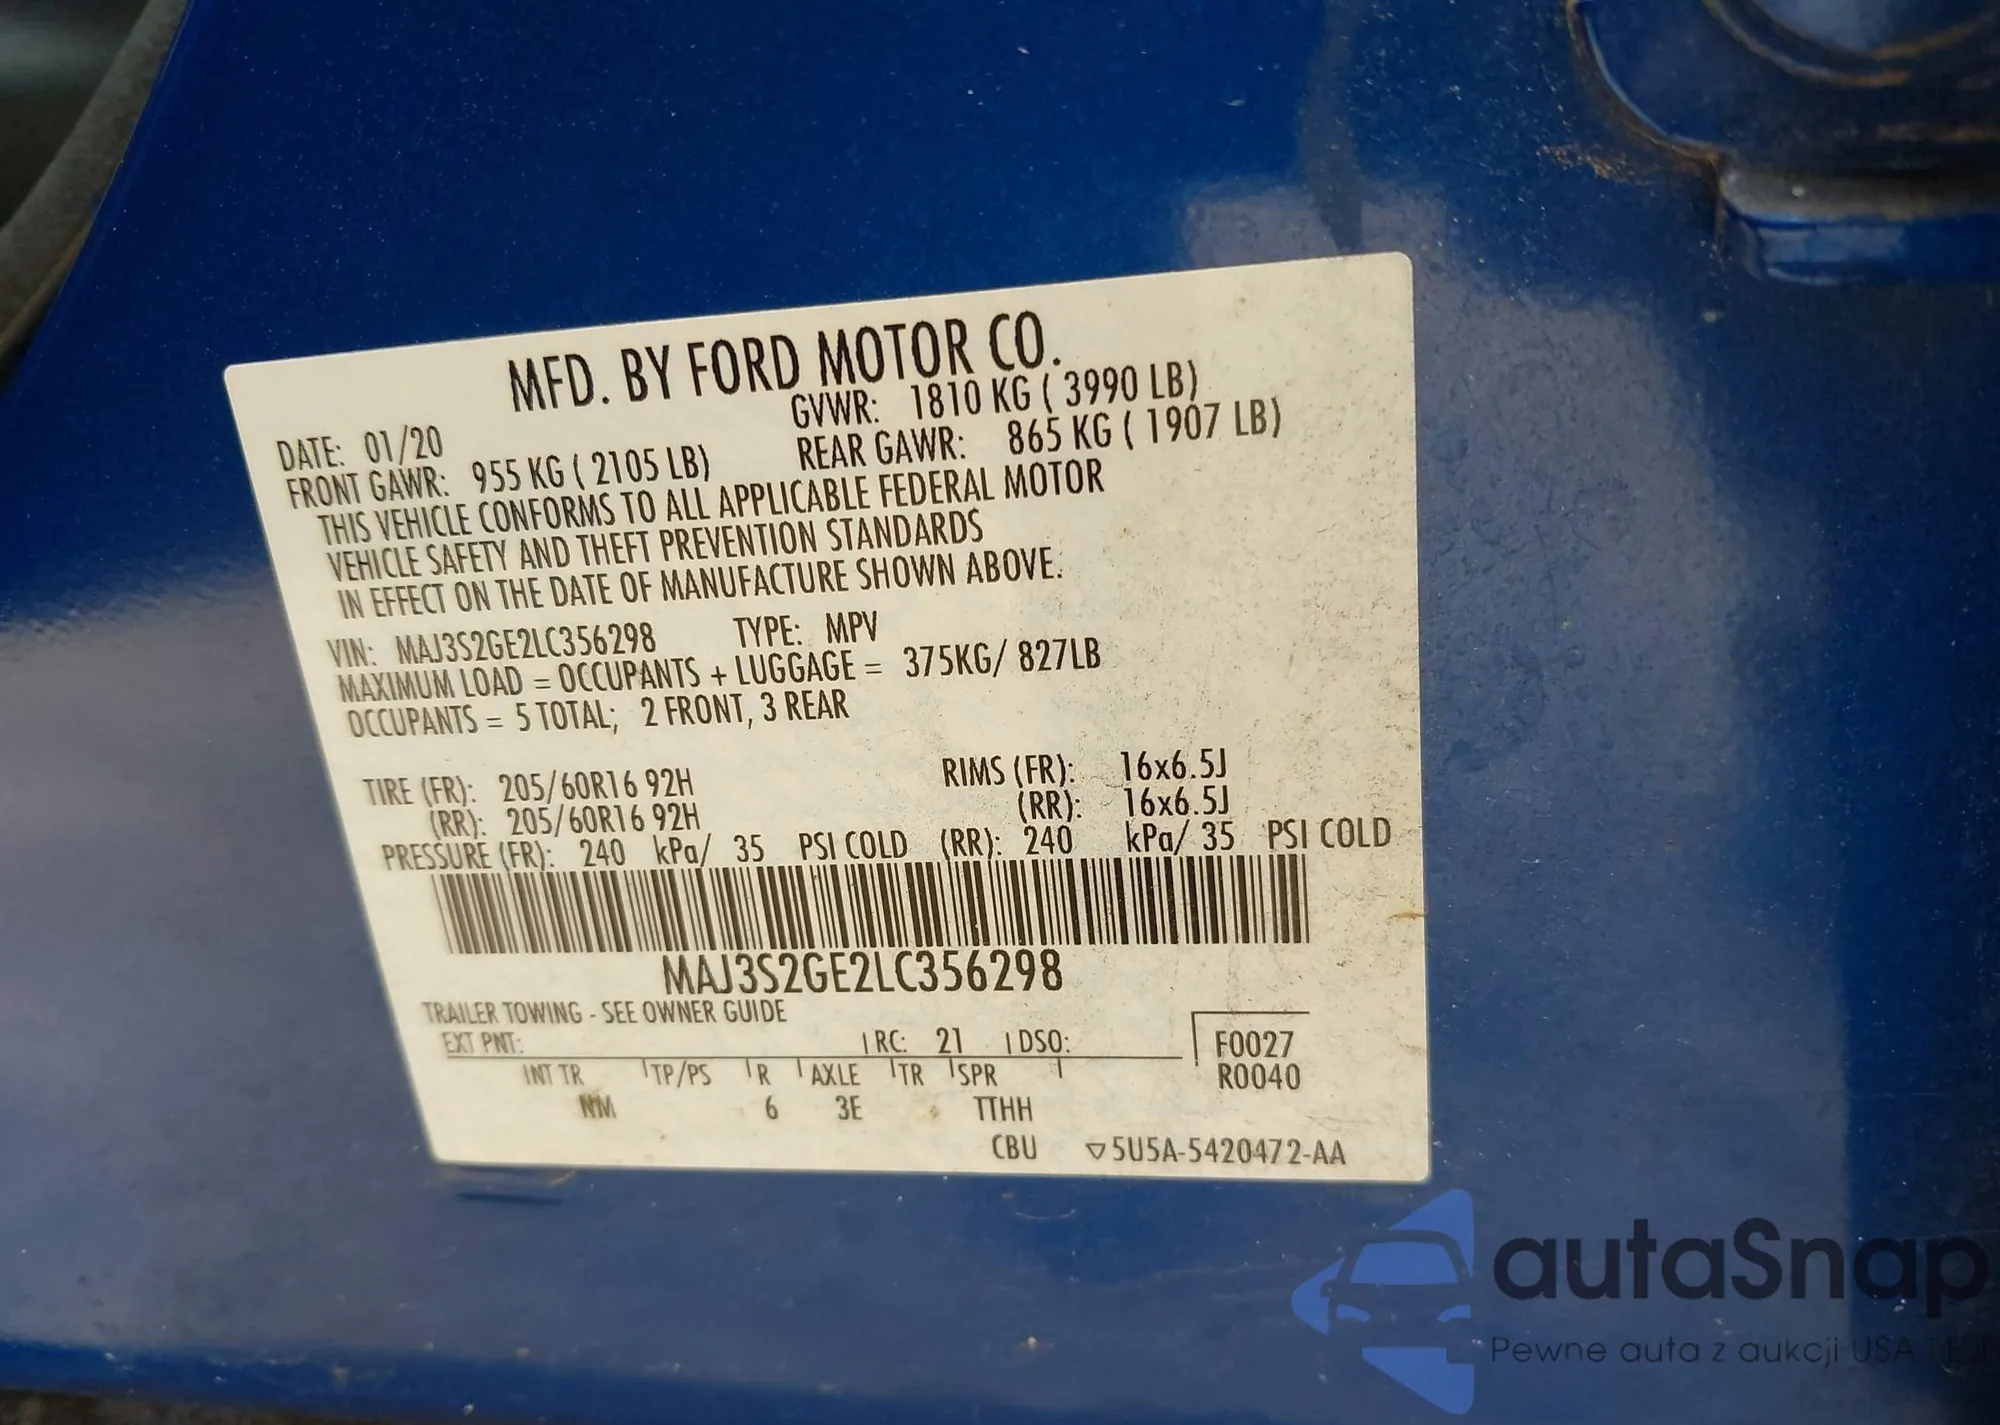 MFD. BY FORD MOTOR CO.
DATE: 01/20 GVWR: 1810 KG ( 3990 LB)
FRONT GAWR: 955 KG ( 2105 LB) REAR GAWR: 865 KG ( 1907 LB)
THIS VEHICLE CONFORMS TO ALL APPLICABLE FEDERAL MOTOR
VEHICLE SAFETY AND THEFT PREVENTION STANDARDS
IN EFFECT ON THE DATE OF MANUFACTURE SHOWN ABOVE.
VIN: MAJ3S2GE2LC356298 TYPE: MPV
MAXIMUM LOAD = OCCUPANTS + LUGGAGE = 375KG/ 827LB
OCCUPANTS = 5 TOTAL; 2 FRONT, 3 REAR
TIRE (FR): 205/60R16 92H RIMS (FR): 16x6.5J
(RR): 205/60R16 92H (RR): 16x6.5J
PRESSURE (FR): 240 kPa/ 35 PSI COLD (RR): 240 kPa/ 35 PSI COLD
MAJ3S2GE2LC356298
TRAILER TOWING - SEE OWNER GUIDE
EXT PNT: RC: 21 DSO: F0027
INT TR TP/PS R AXLE TR SPR R0040
NM 6 3E TTHH
CBU ▽5U5A-5420472-AA
autaSnap
Pewne auta z aukcji USA i EU